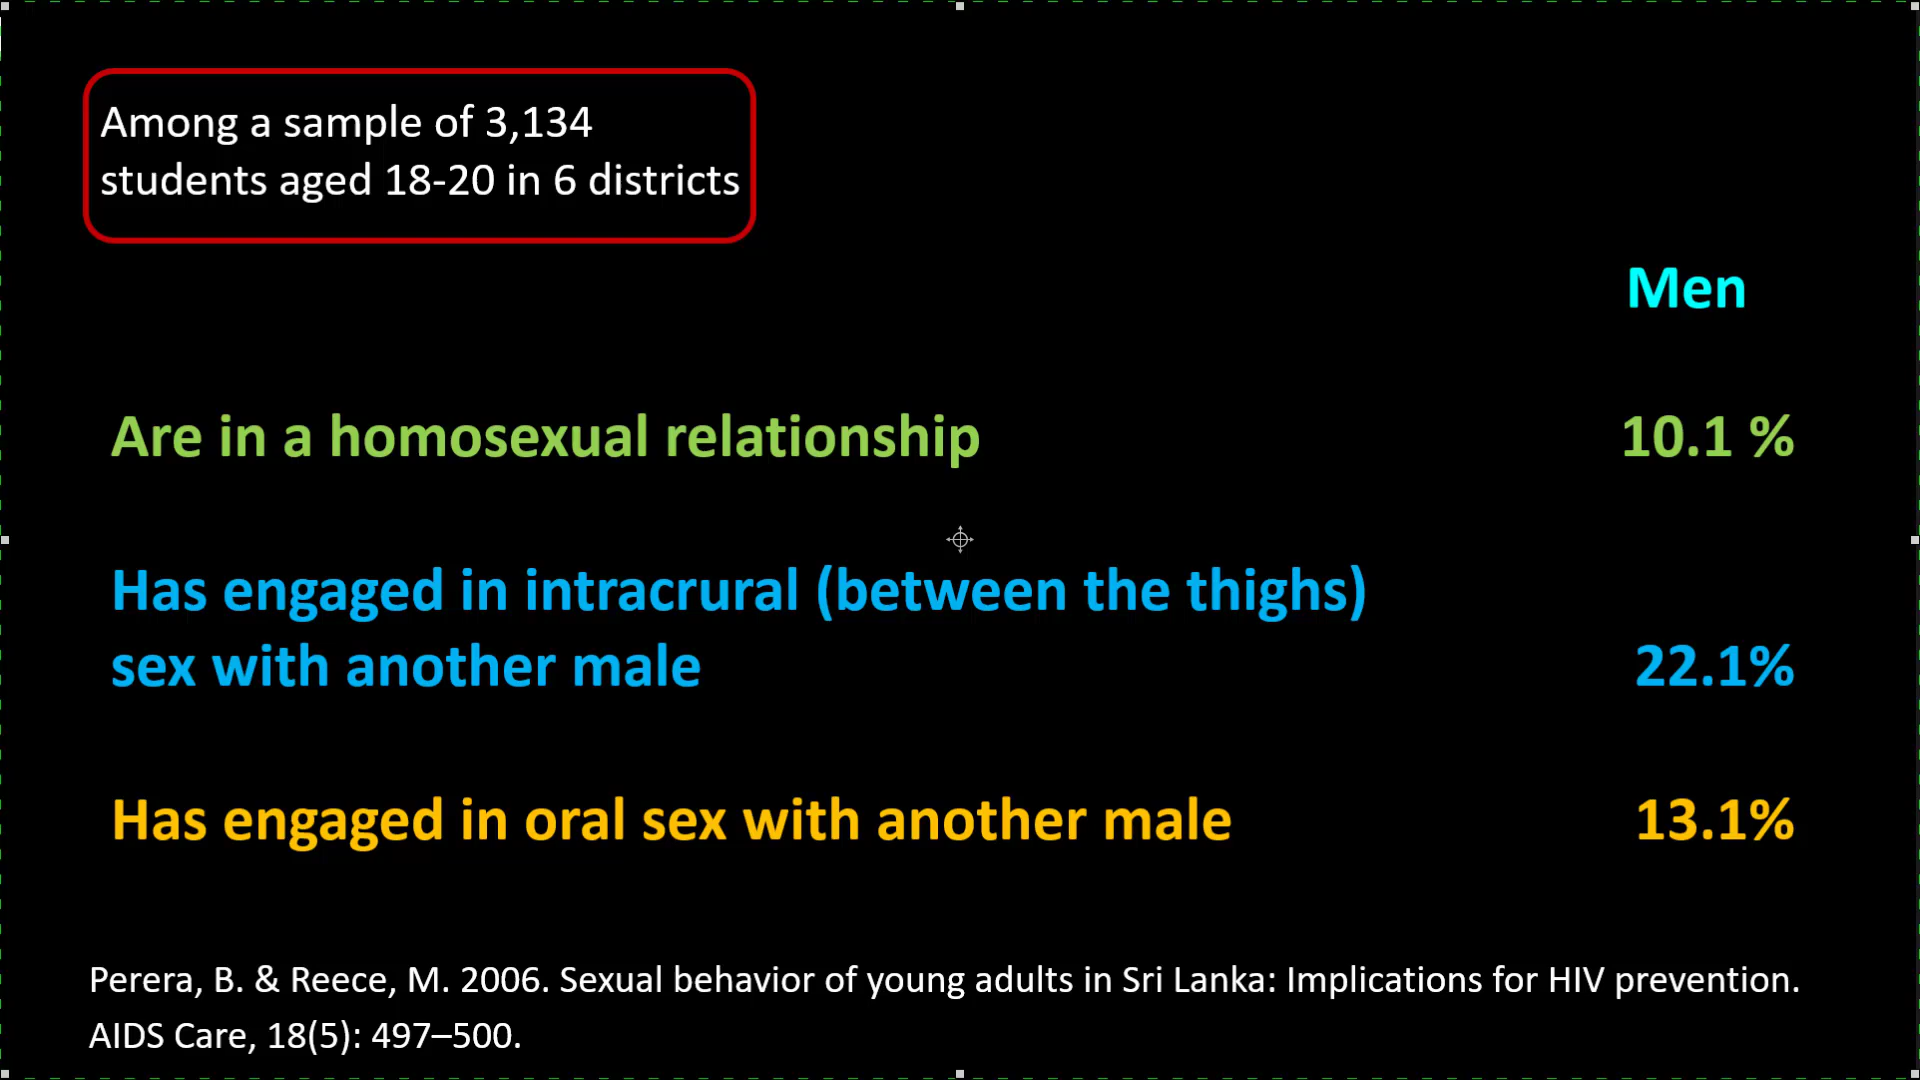 Among a sample of 3,134
students aged 18-20 in 6 districts
Men
Are in a homosexual relationship 10.1 %
Has engaged in intracrural (between the thighs)
sex with another male 22.1%
Has engaged in oral sex with another male 13.1%
Perera, B. & Reece, M. 2006. Sexual behavior of young adults in Sri Lanka: Implications for HIV prevention.
AIDS Care, 18(5): 497–500.